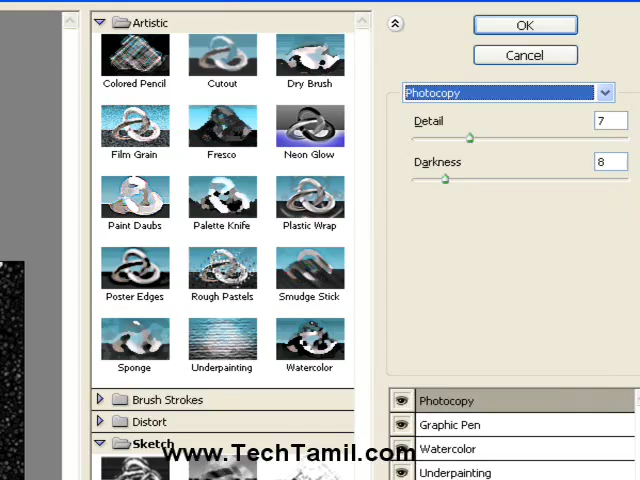 Artistic
Colored Pencil
Cutout
Dry Brush
Film Grain
Fresco
Neon Glow
Paint Daubs
Palette Knife
Plastic Wrap
Poster Edges
Rough Pastels
Smudge Stick
Sponge
Underpainting
Watercolor
Brush Strokes
Distort
Sketch
OK
Cancel
Photocopy
Detail 7
Darkness 8
Photocopy
Graphic Pen
Watercolor
Underpainting
www.TechTamil.com